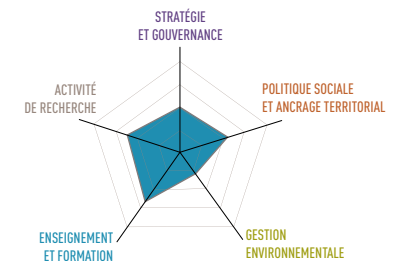 STRATÉGIE
ET GOUVERNANCE
ACTIVITÉ
DE RECHERCHE
POLITIQUE SOCIALE
ET ANCRAGE TERRITORIAL
ENSEIGNEMENT
ET FORMATION
GESTION
ENVIRONNEMENTALE